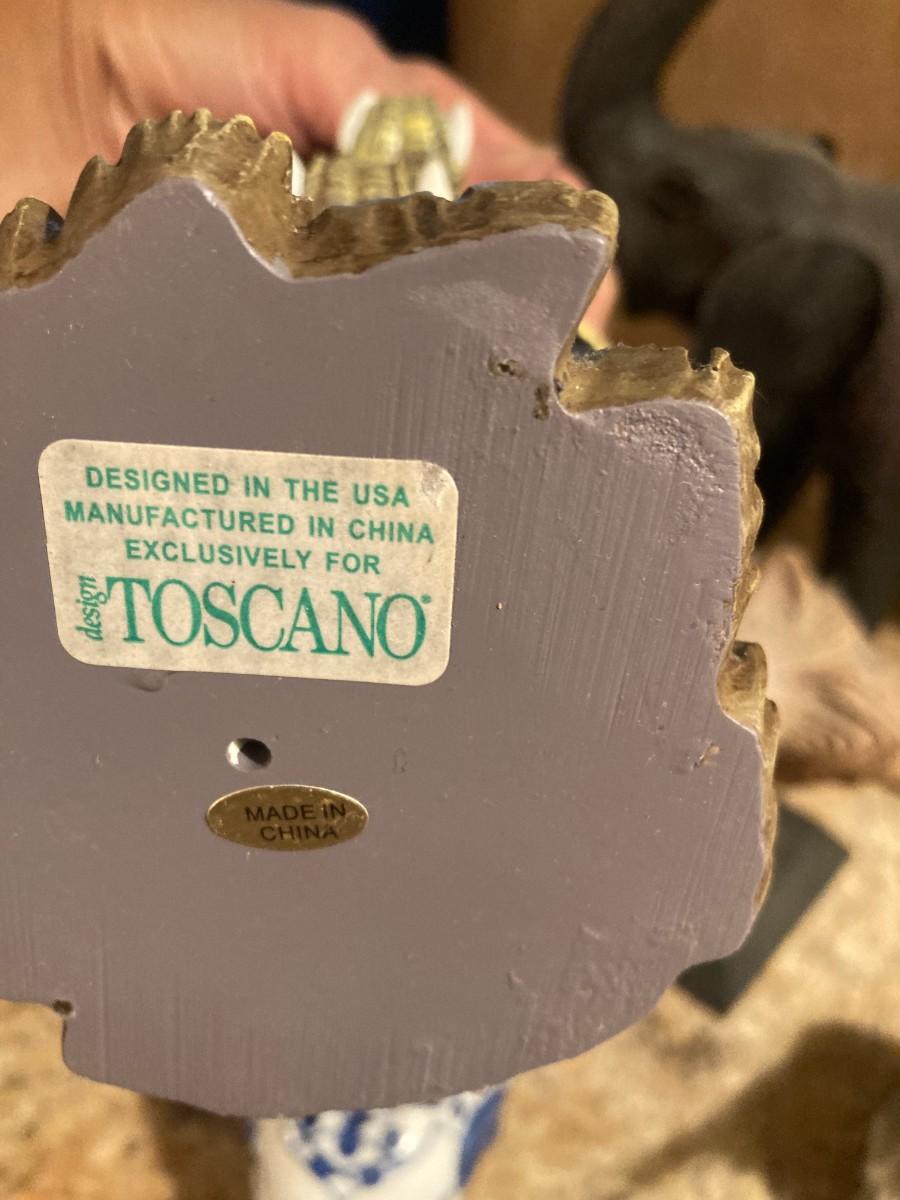 DESIGNED IN THE USA
MANUFACTURED IN CHINA
EXCLUSIVELY FOR
design TOSCANO®
MADE IN
CHINA